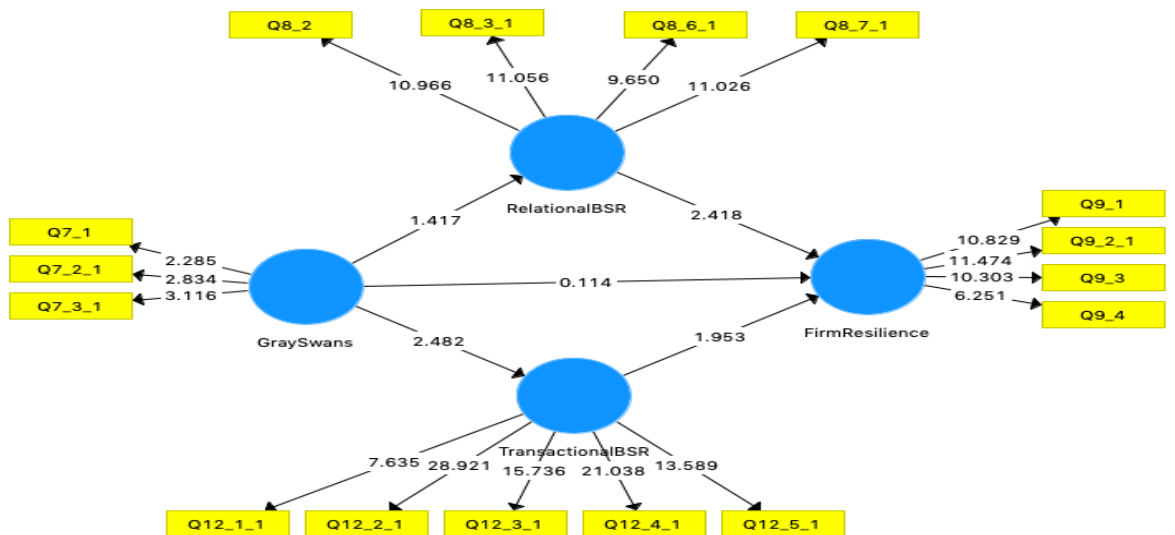 Q8_2
Q8_3_1
Q8_6_1
Q8_7_1
10.966
11.056
9.650
11.026
RelationalBSR
Q7_1
Q7_2_1
Q7_3_1
2.285
2.834
3.116
GraySwans
1.417
2.418
0.114
2.482
1.953
Q9_1
Q9_2_1
Q9_3
Q9_4
10.829
11.474
10.303
6.251
FirmResilience
TransactionalBSR
7.635
28.921
15.736
21.038
13.589
Q12_1_1
Q12_2_1
Q12_3_1
Q12_4_1
Q12_5_1